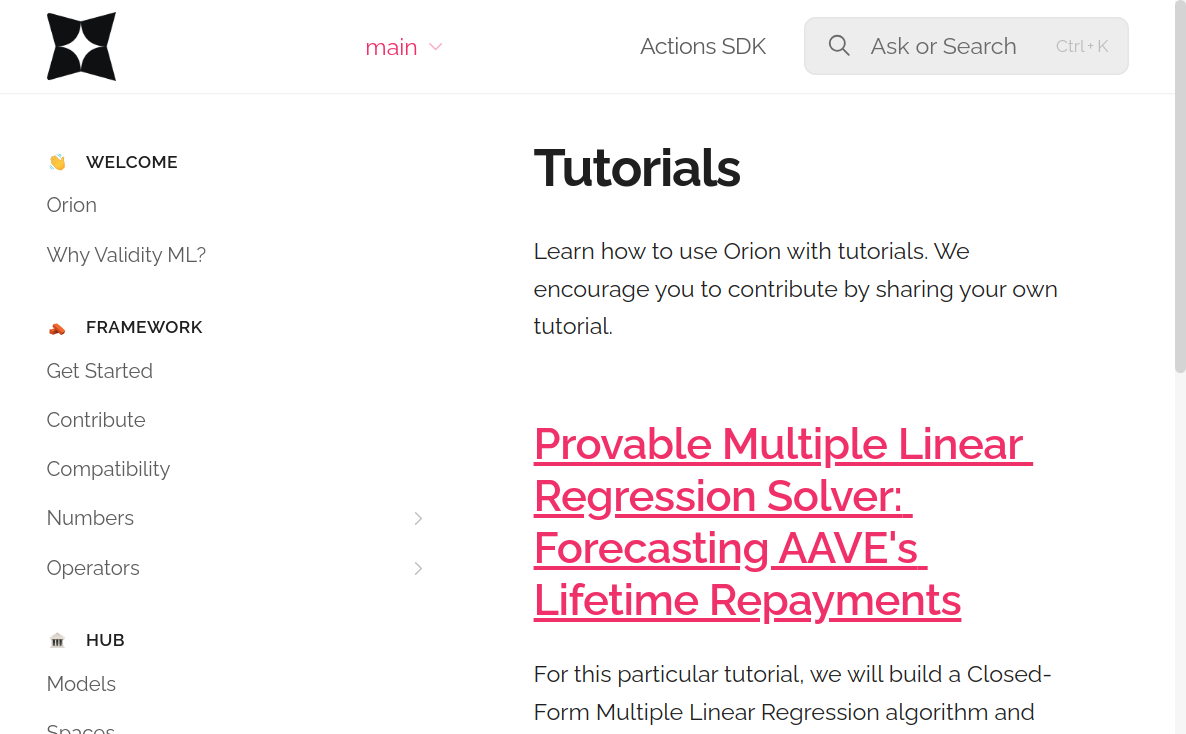 main
Actions SDK
Ask or Search
Ctrl + K
WELCOME
Orion
Why Validity ML?
FRAMEWORK
Get Started
Contribute
Compatibility
Numbers
Operators
HUB
Models
Spaces
Tutorials
Learn how to use Orion with tutorials. We
encourage you to contribute by sharing your own
tutorial.
Provable Multiple Linear
Regression Solver:
Forecasting AAVE's
Lifetime Repayments
For this particular tutorial, we will build a Closed-
Form Multiple Linear Regression algorithm and